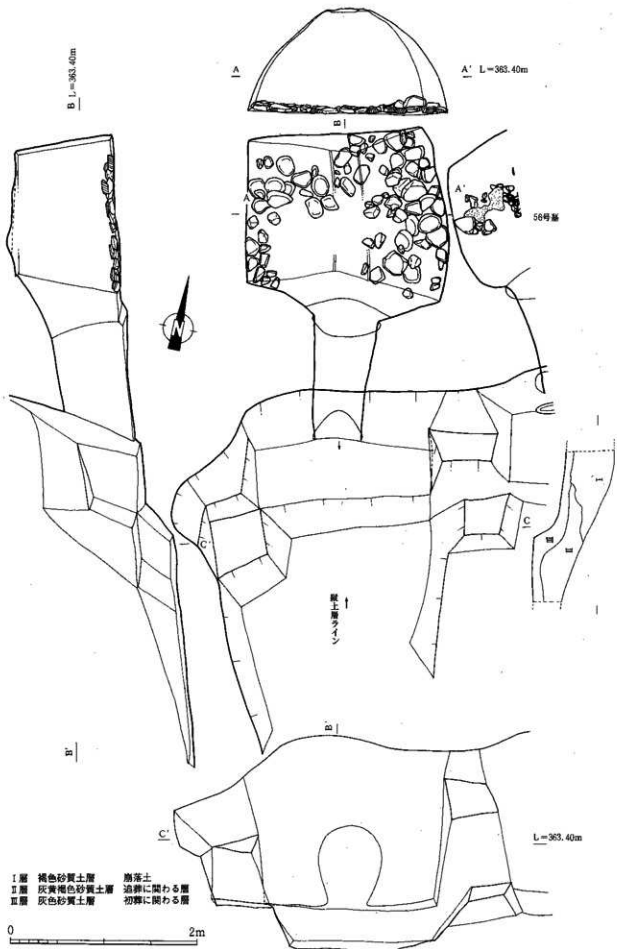 B L=363.40m
A
A' L=363.40m
B
A
A'
56号墓
N
C'
C
I
II
III
縦土層ライン
B'
B'
C'
L=363.40m
I層 褐色砂質土層 崩落土
II層 灰黄褐色砂質土層 追葬に関わる層
III層 灰色砂質土層 初葬に関わる層
0 2m